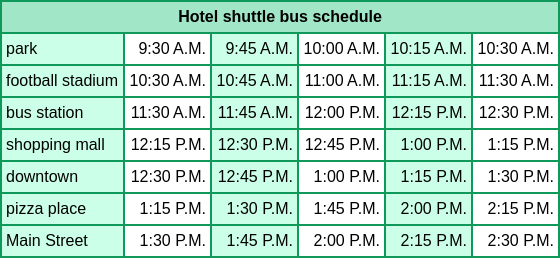 Hotel shuttle bus schedule
park 9:30 A.M. 9:45 A.M. 10:00 A.M. 10:15 A.M. 10:30 A.M.
football stadium 10:30 A.M. 10:45 A.M. 11:00 A.M. 11:15 A.M. 11:30 A.M.
bus station 11:30 A.M. 11:45 A.M. 12:00 P.M. 12:15 P.M. 12:30 P.M.
shopping mall 12:15 P.M. 12:30 P.M. 12:45 P.M. 1:00 P.M. 1:15 P.M.
downtown 12:30 P.M. 12:45 P.M. 1:00 P.M. 1:15 P.M. 1:30 P.M.
pizza place 1:15 P.M. 1:30 P.M. 1:45 P.M. 2:00 P.M. 2:15 P.M.
Main Street 1:30 P.M. 1:45 P.M. 2:00 P.M. 2:15 P.M. 2:30 P.M.